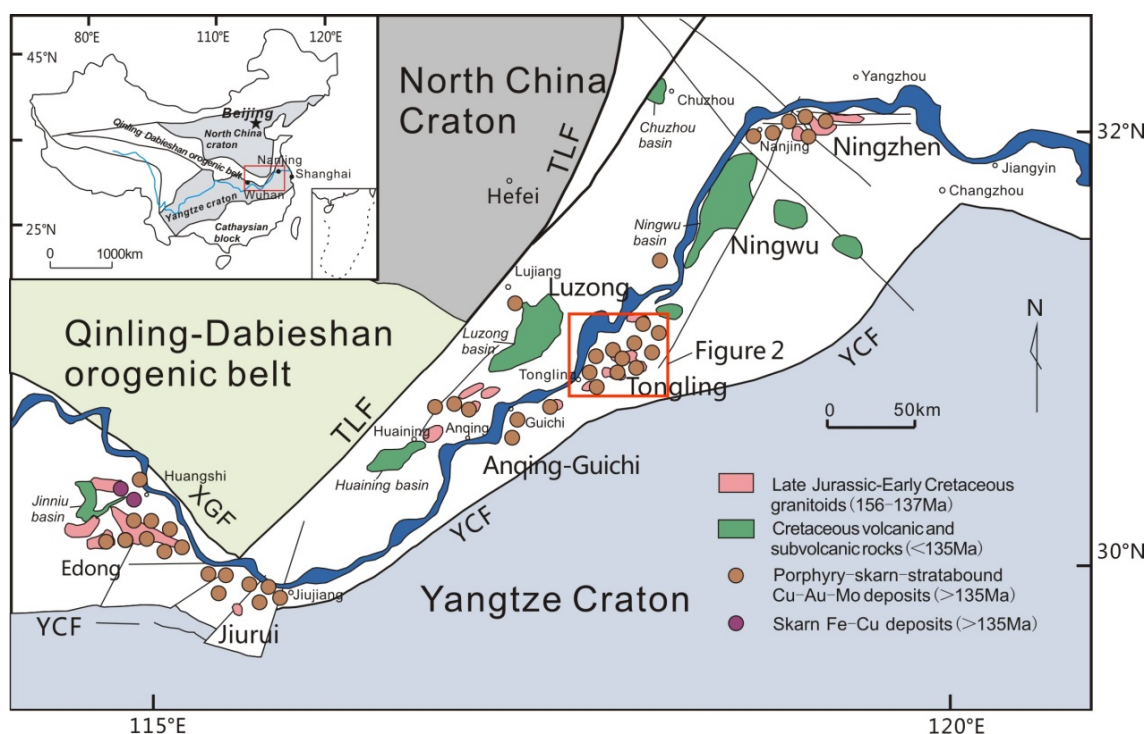 80°E
110°E
120°E
45°N
25°N
Beijing
North China
craton
Qinling-Dabieshan orogenic belt
Nanjing
Shanghai
Wuhan
Yangtze craton
Cathaysian
block
0
1000km
North China
Craton
TLF
Hefei
Chuzhou
Chuzhou
basin
Yangzhou
32°N
Nanjing
Ningzhen
Jiangyin
Changzhou
Ningwu
basin
Ningwu
Lujiang
Luzong
Luzong
basin
Qinling-Dabieshan
orogenic belt
Figure 2
YCF
N
Tongling
Tongling
0
50km
TLF
Huaining
Anqing
Guichi
Anqing-Guichi
Huaining basin
YCF
Huangshi
XGF
Jinniu
basin
Edong
Jiujiang
Jiurui
YCF
Yangtze Craton
30°N
Late Jurassic-Early Cretaceous
granitoids (156-137Ma)
Cretaceous volcanic and
subvolcanic rocks (<135Ma)
Porphyry-skarn-stratabound
Cu-Au-Mo deposits (>135Ma)
Skarn Fe-Cu deposits (>135Ma)
115°E
120°E